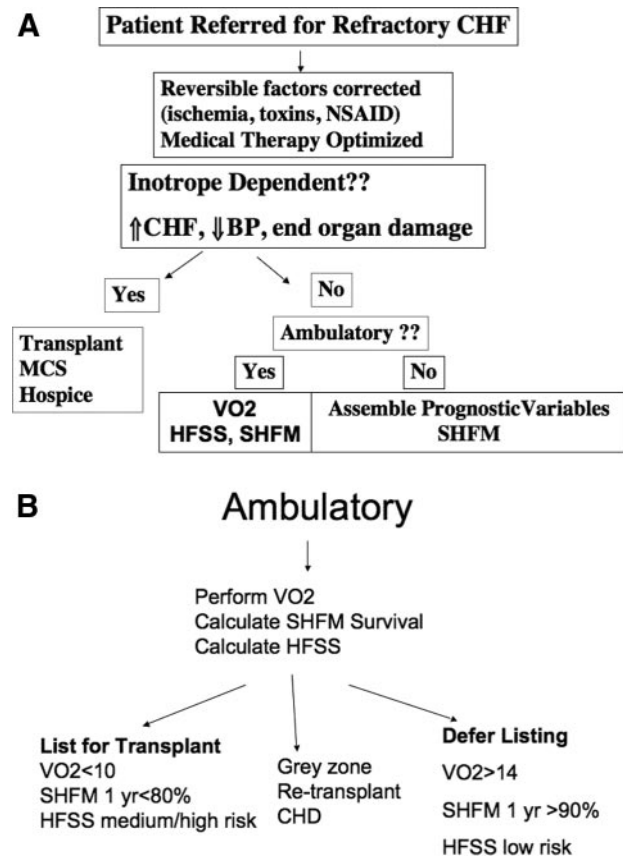 A
Patient Referred for Refractory CHF
Reversible factors corrected
(ischemia, toxins, NSAID)
Medical Therapy Optimized
Inotrope Dependent??
⇑CHF, ⇓BP, end organ damage
Yes
No
Transplant
MCS
Hospice
Ambulatory ??
Yes
No
VO2
HFSS, SHFM
Assemble PrognosticVariables
SHFM
B
Ambulatory
Perform VO2
Calculate SHFM Survival
Calculate HFSS
List for Transplant
VO2<10
SHFM 1 yr<80%
HFSS medium/high risk
Grey zone
Re-transplant
CHD
Defer Listing
VO2>14
SHFM 1 yr >90%
HFSS low risk